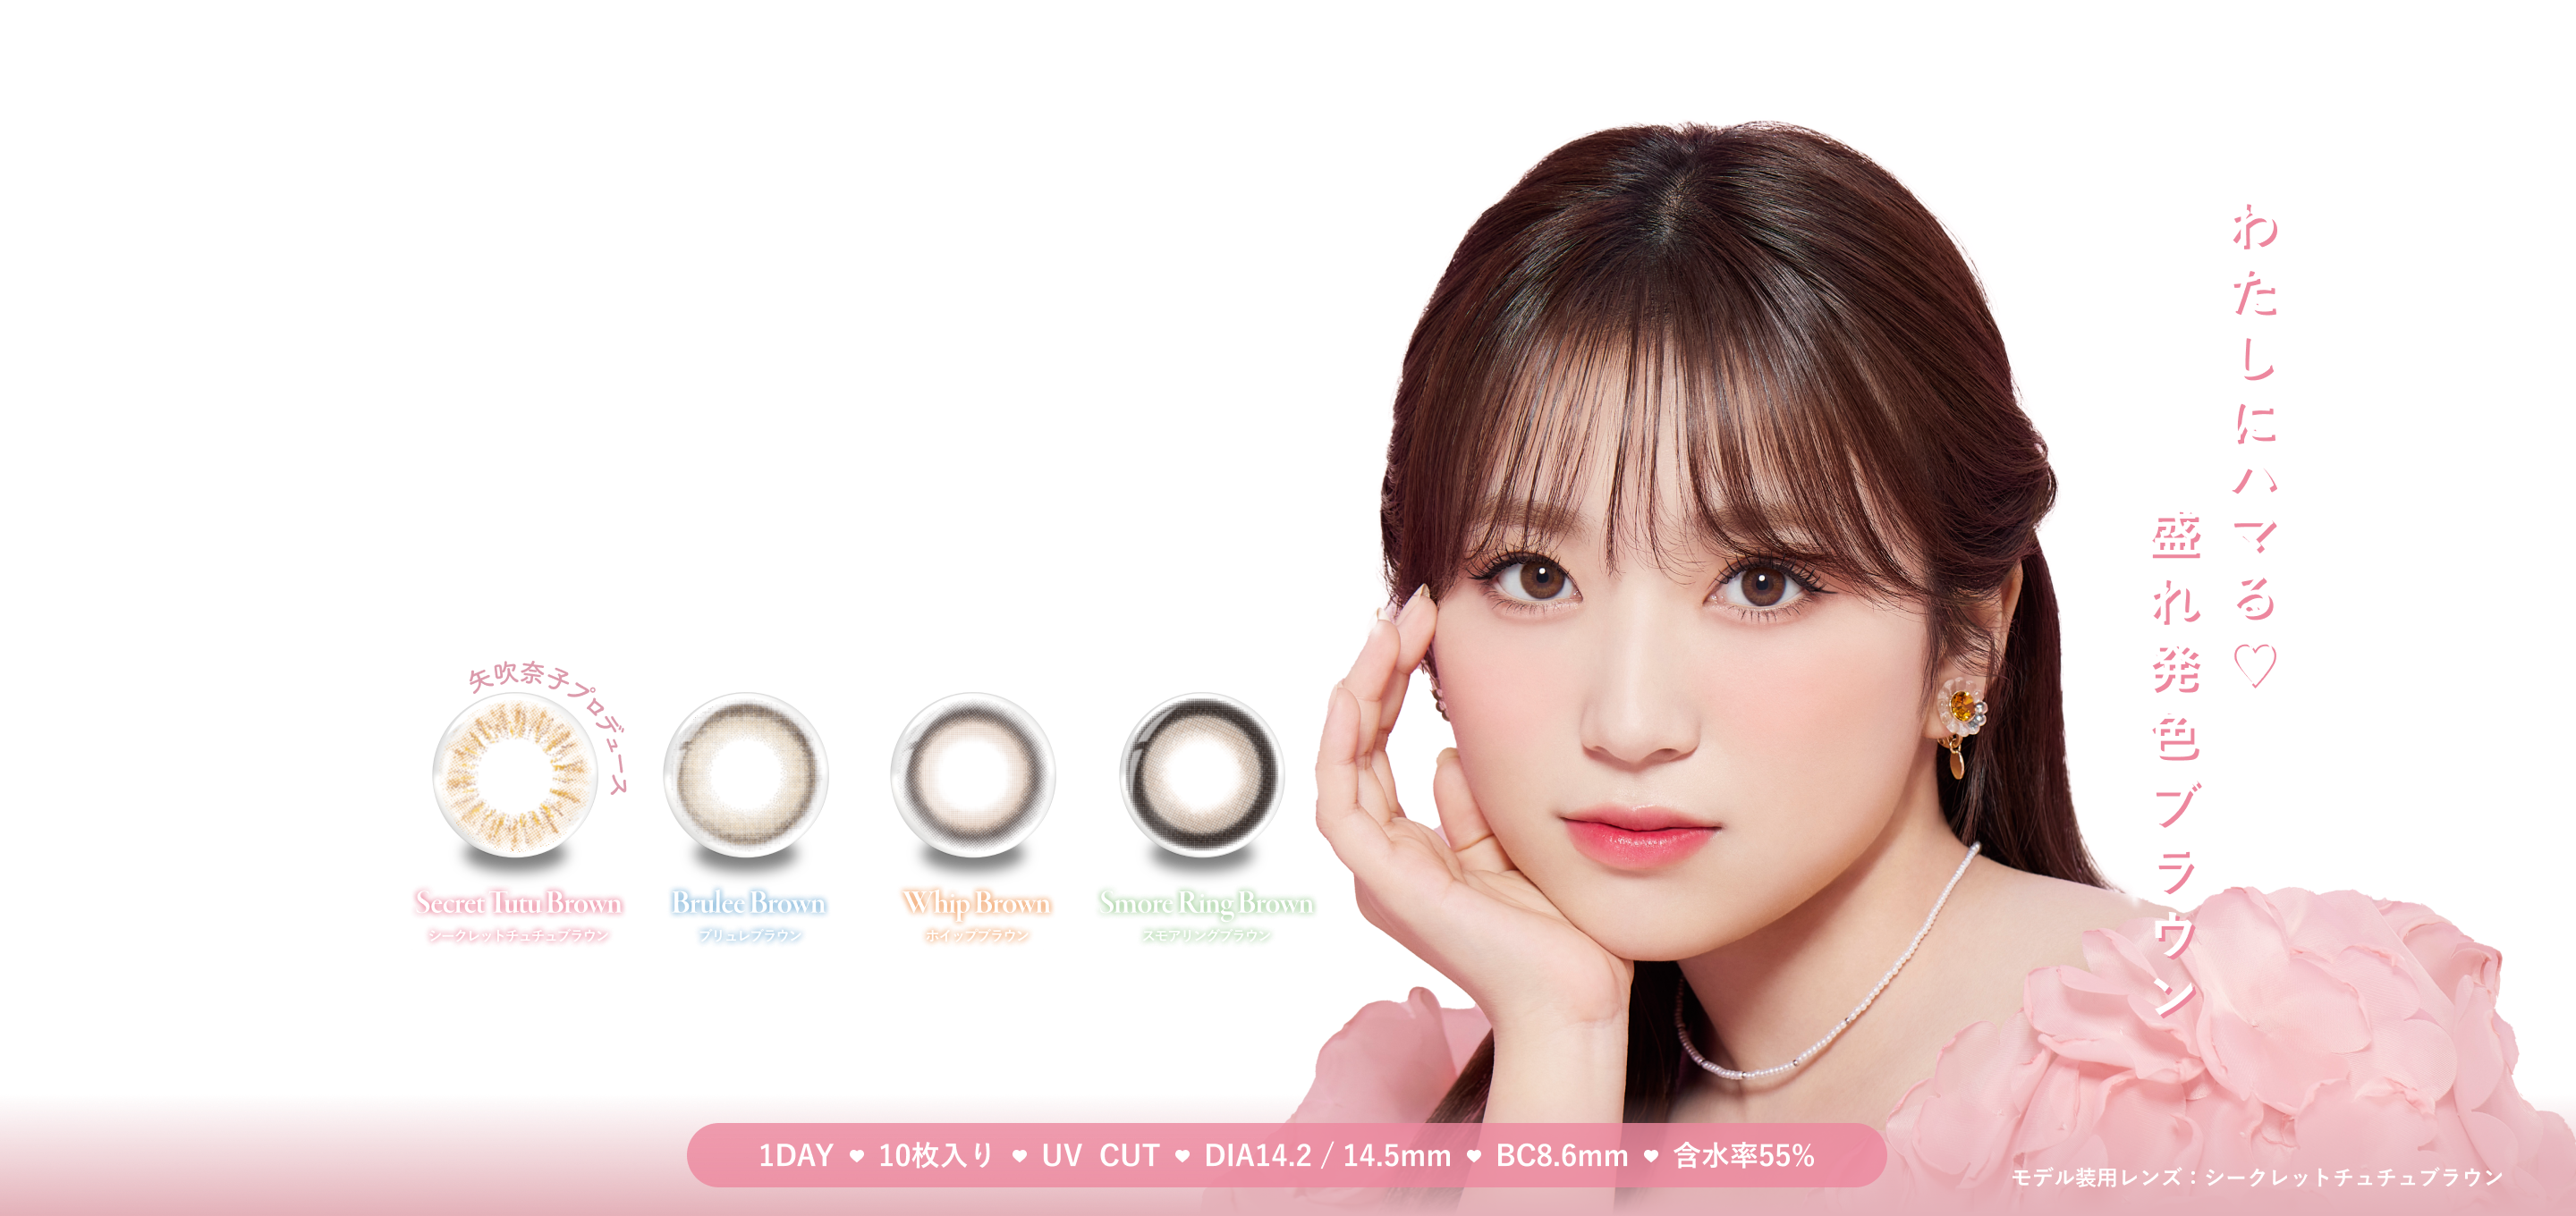 わたしにハマる♡
盛れ発色ブラウン
矢吹奈子プロデュース
Secret Tutu Brown
シークレットチュチュブラウン
Brulee Brown
ブリュレブラウン
Whip Brown
ホイップブラウン
Smore Ring Brown
スモアリングブラウン
1DAY ♥ 10枚入り ♥ UV CUT ♥ DIA14.2 / 14.5mm ♥ BC8.6mm ♥ 含水率55%
モデル装用レンズ：シークレットチュチュブラウン